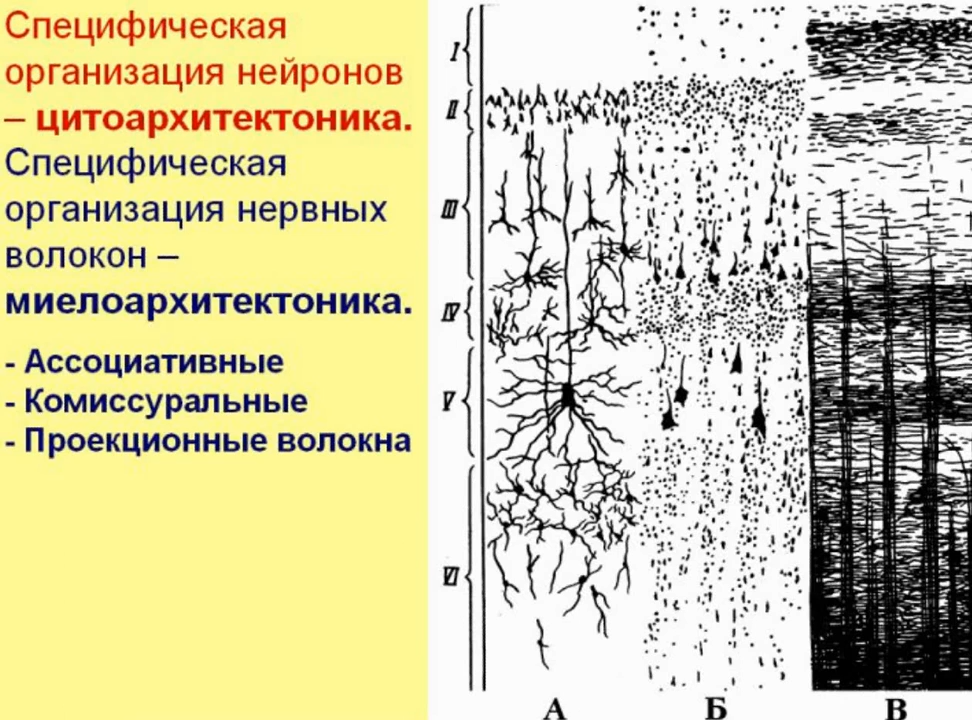 Специфическая
организация нейронов
– цитоархитектоника.
Специфическая
организация нервных
волокон –
миелоархитектоника.
- Ассоциативные
- Комиссуральные
- Проекционные волокна
I
II
III
IV
V
VI
А Б В